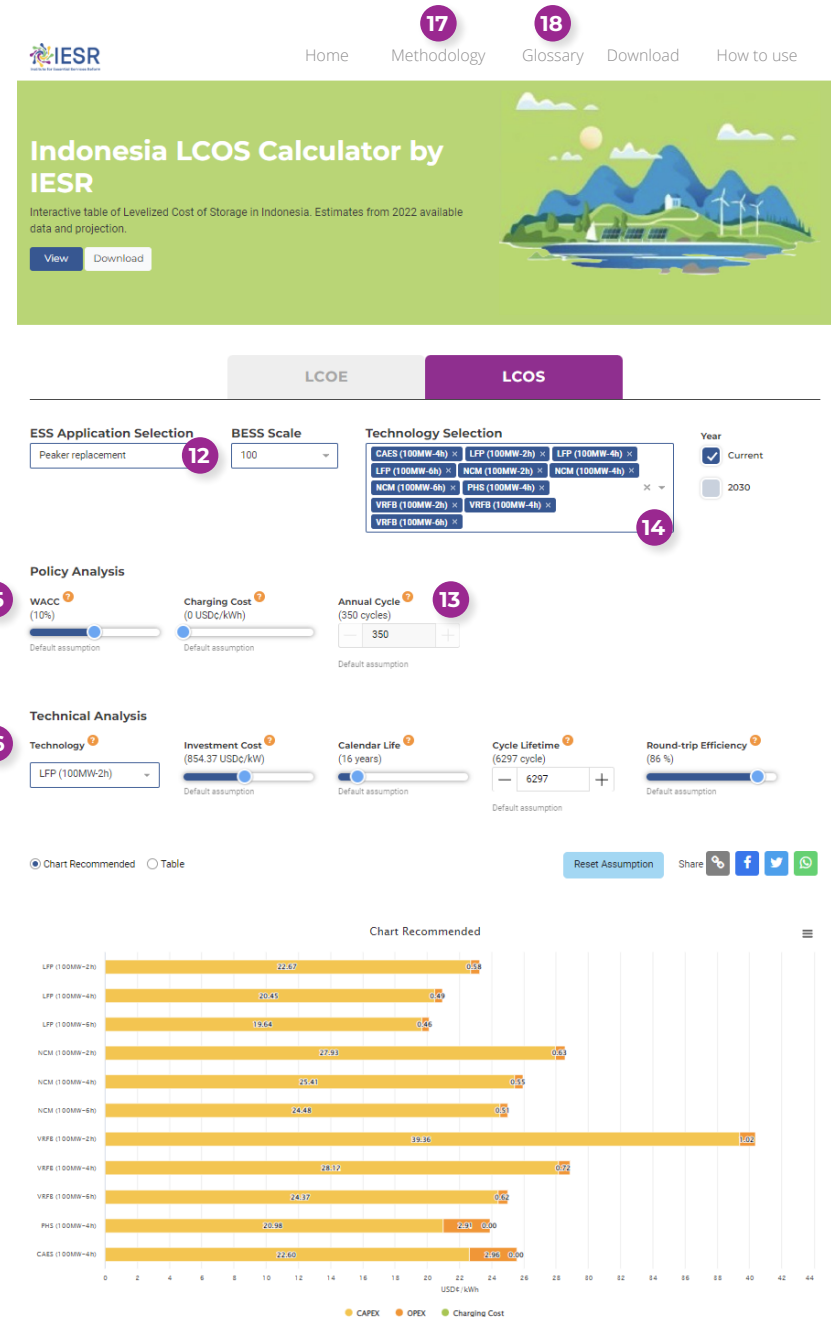 17
18
IESR
Home
Methodology
Glossary
Download
How to use
Indonesia LCOS Calculator by
IESR
Interactive table of Levelized Cost of Storage in Indonesia. Estimates from 2022 available
data and projection.
View
Download
LCOE
LCOS
ESS Application Selection
Peaker replacement
12
BESS Scale
100
Technology Selection
CAES (100MW-4h) × LFP (100MW-2h) × LFP (100MW-4h) ×
LFP (100MW-6h) × NCM (100MW-2h) × NCM (100MW-4h) ×
NCM (100MW-6h) × PHS (100MW-4h) ×
VRFB (100MW-2h) × VRFB (100MW-4h) ×
VRFB (100MW-6h) ×
14
Year
Current
2030
Policy Analysis
WACC ?
(10%)
Default assumption
Charging Cost ?
(0 USD¢/kWh)
Default assumption
Annual Cycle ?
(350 cycles)
— 350 +
Default assumption
13
Technical Analysis
Technology ?
LFP (100MW-2h)
Investment Cost ?
(854.37 USD¢/kW)
Default assumption
Calendar Life ?
(16 years)
Default assumption
Cycle Lifetime ?
(6297 cycle)
— 6297 +
Default assumption
Round-trip Efficiency ?
(86 %)
Default assumption
Chart Recommended
Table
Reset Assumption
Share
Chart Recommended
LFP (100MW-2h) 22.67 0.58
LFP (100MW-4h) 20.45 0.49
LFP (100MW-6h) 19.64 0.46
NCM (100MW-2h) 27.93 0.63
NCM (100MW-4h) 25.41 0.55
NCM (100MW-6h) 24.48 0.51
VRFB (100MW-2h) 39.36 1.02
VRFB (100MW-4h) 28.12 0.72
VRFB (100MW-6h) 24.37 0.62
PHS (100MW-4h) 20.98 2.91 0.00
CAES (100MW-4h) 22.60 2.96 0.00
0 2 4 6 8 10 12 14 16 18 20 22 24 26 28 30 32 34 36 38 40 42 44
USD¢/kWh
CAPEX
OPEX
Charging Cost